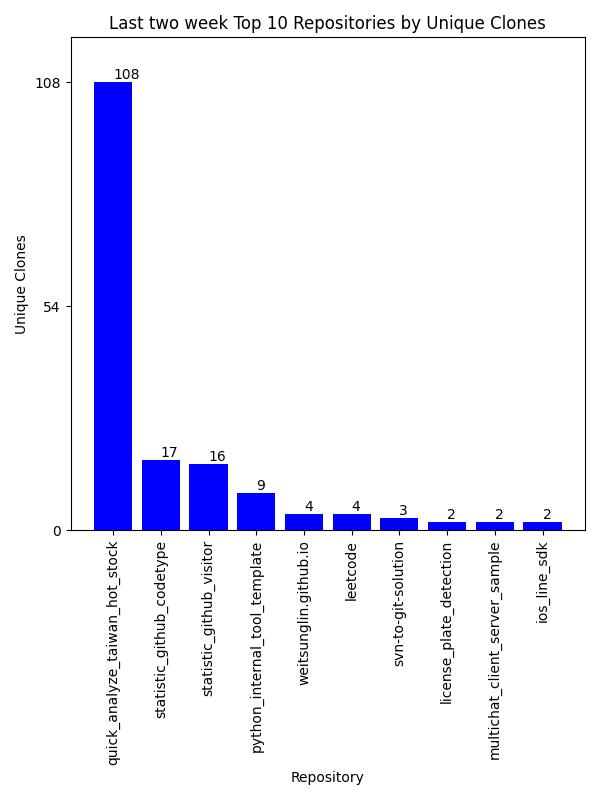 Last two week Top 10 Repositories by Unique Clones
108
17
16
9
4
4
3
2
2
2
108
54
0
Unique Clones
quick_analyze_taiwan_hot_stock
statistic_github_codetype
statistic_github_visitor
python_internal_tool_template
weitsunglin.github.io
leetcode
svn-to-git-solution
license_plate_detection
multichat_client_server_sample
ios_line_sdk
Repository